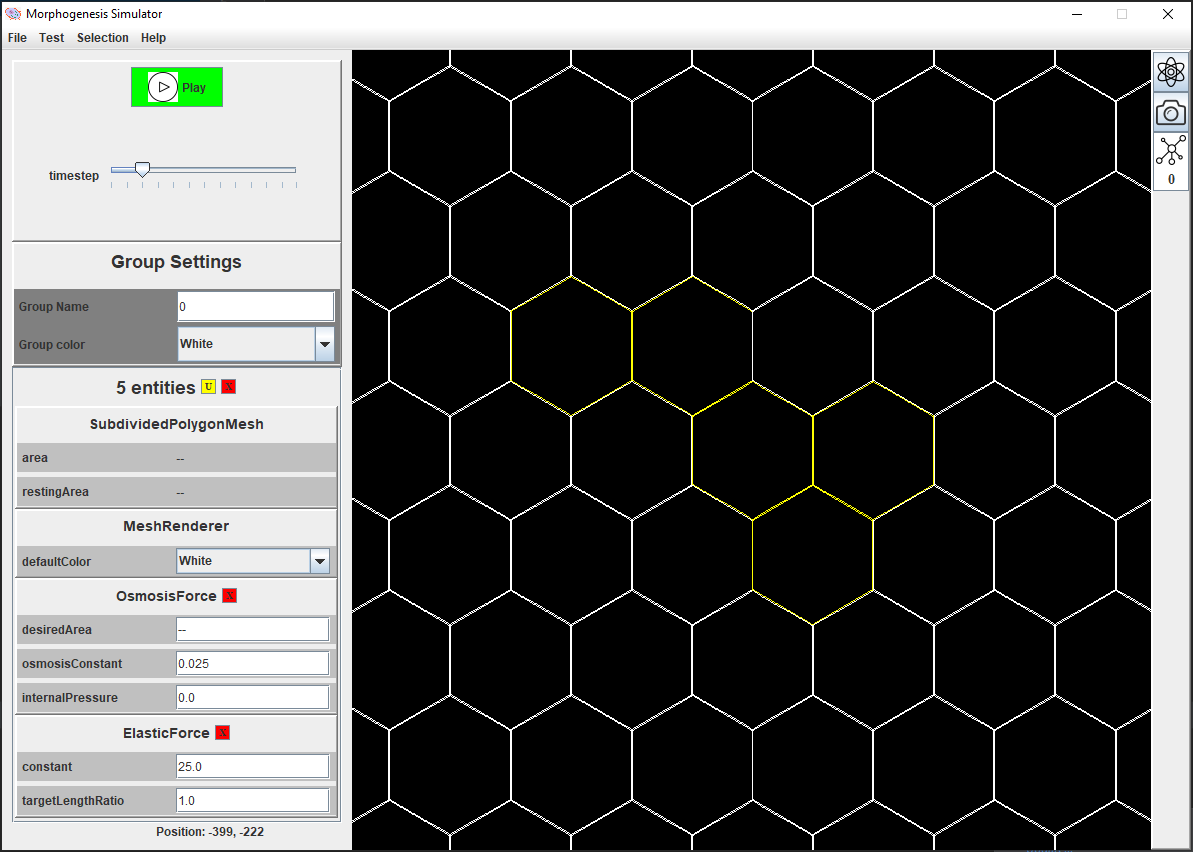 Morphogenesis Simulator
File Test Selection Help
Play
timestep
0
Group Settings
Group Name 0
Group color White
5 entities U X
SubdividedPolygonMesh
area --
restingArea --
MeshRenderer
defaultColor White
OsmosisForce X
desiredArea --
osmosisConstant 0.025
internalPressure 0.0
ElasticForce X
constant 25.0
targetLengthRatio 1.0
Position: -399, -222